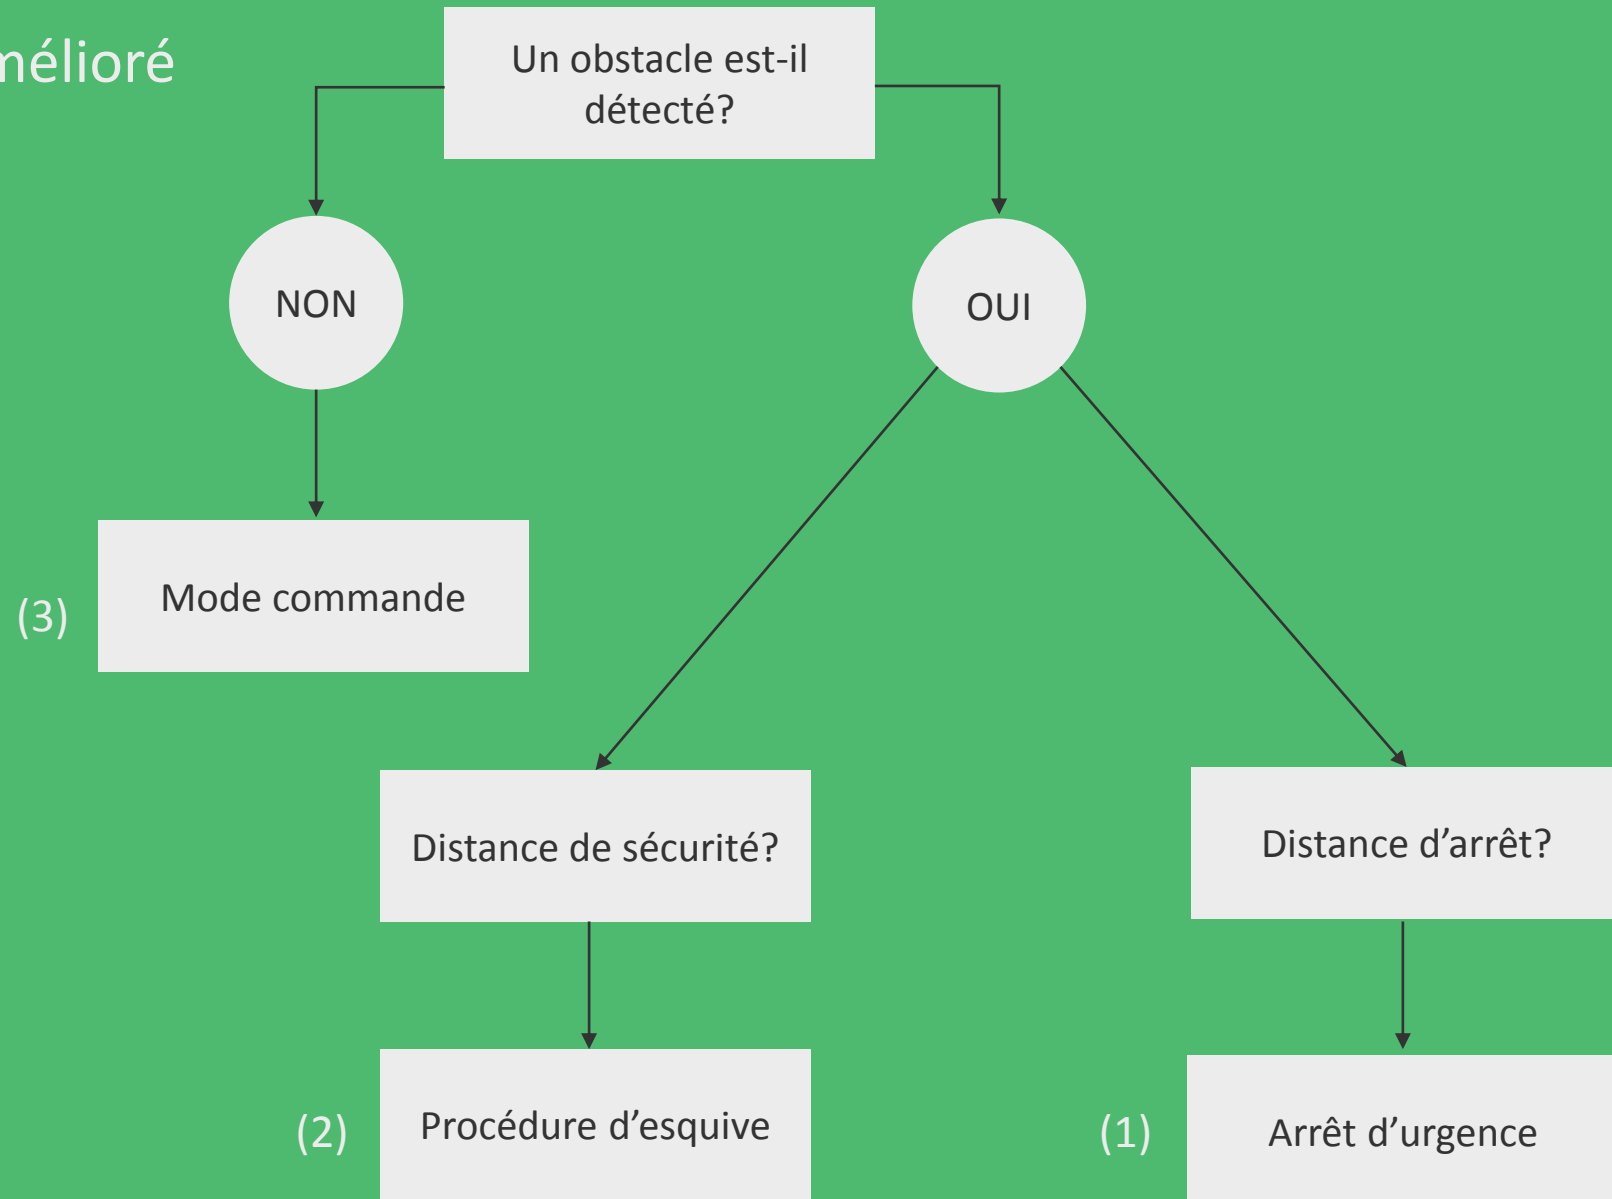 mélioré
Un obstacle est-il
détecté?
NON
OUI
Mode commande
(3)
Distance de sécurité?
Distance d’arrêt?
Procédure d’esquive
(2)
(1)
Arrêt d’urgence